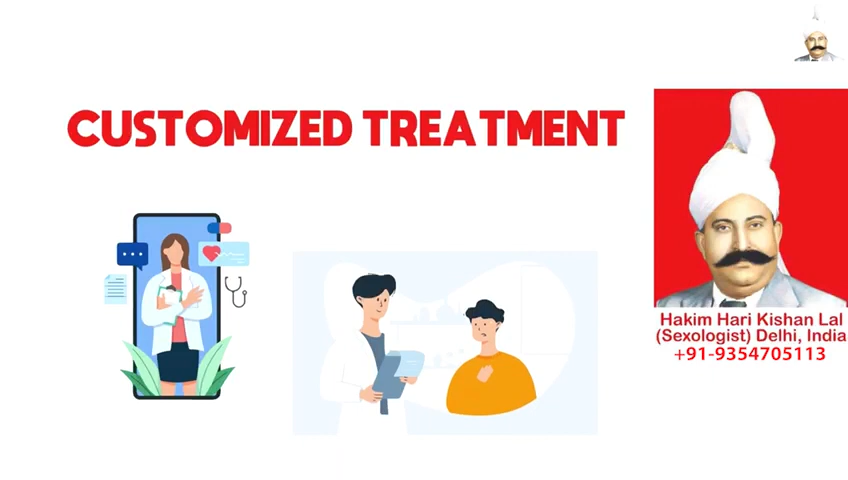 CUSTOMIZED TREATMENT
Hakim Hari Kishan Lal
(Sexologist) Delhi, India
+91-9354705113